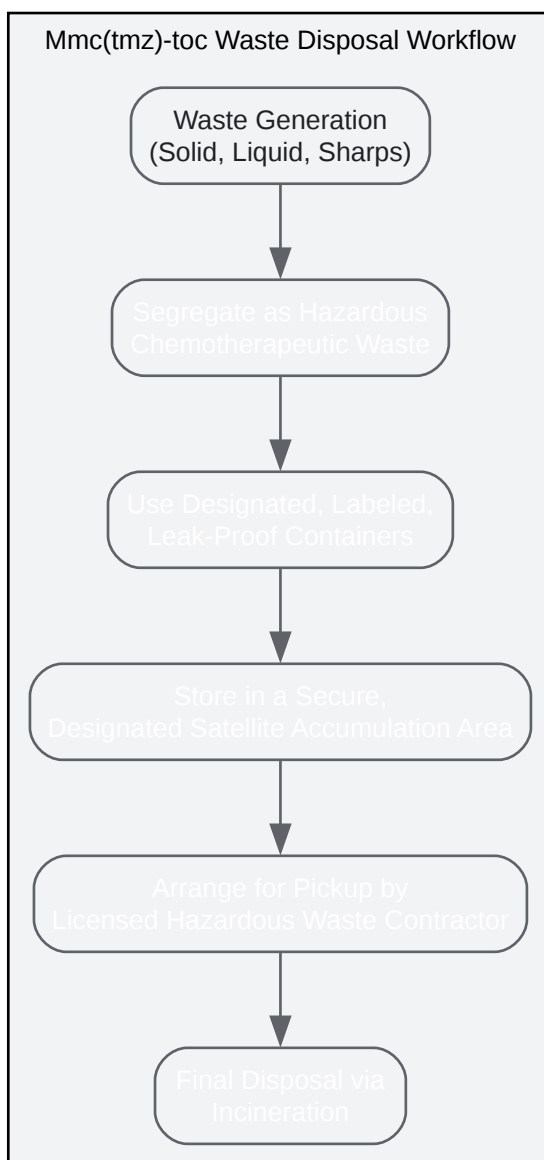 Mmc(tmz)-toc Waste Disposal Workflow
Waste Generation
(Solid, Liquid, Sharps)
Segregate as Hazardous
Chemotherapeutic Waste
Use Designated, Labeled,
Leak-Proof Containers
Store in a Secure,
Designated Satellite Accumulation Area
Arrange for Pickup by
Licensed Hazardous Waste Contractor
Final Disposal via
Incineration